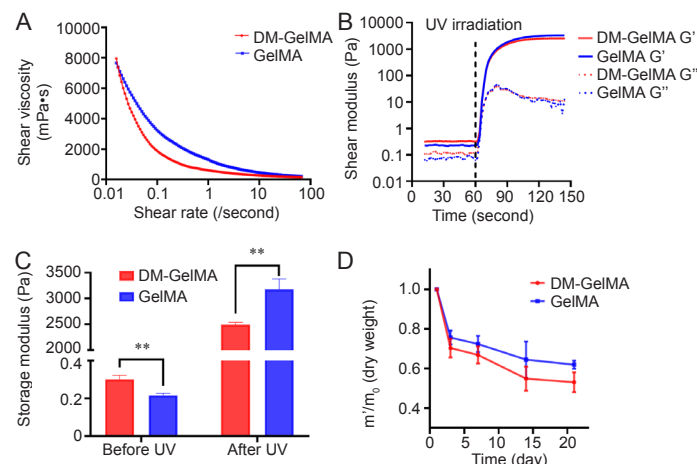 A
DM-GelMA
GelMA
Shear viscosity
(mPa•s)
10000
8000
6000
4000
2000
0
0.01
0.1
1
10
100
Shear rate (/second)
B
UV irradiation
Shear modulus (Pa)
10000
1000
100
10
1
0.1
0.01
0
30
60
90
120
150
Time (second)
DM-GelMA G'
GelMA G'
DM-GelMA G"
GelMA G"
C
Storage modulus (Pa)
3500
3000
2500
2000
0.4
0.2
0
**
**
DM-GelMA
GelMA
Before UV
After UV
D
DM-GelMA
GelMA
m'/m0 (dry weight)
1.0
0.8
0.6
0.4
0
5
10
15
20
Time (day)